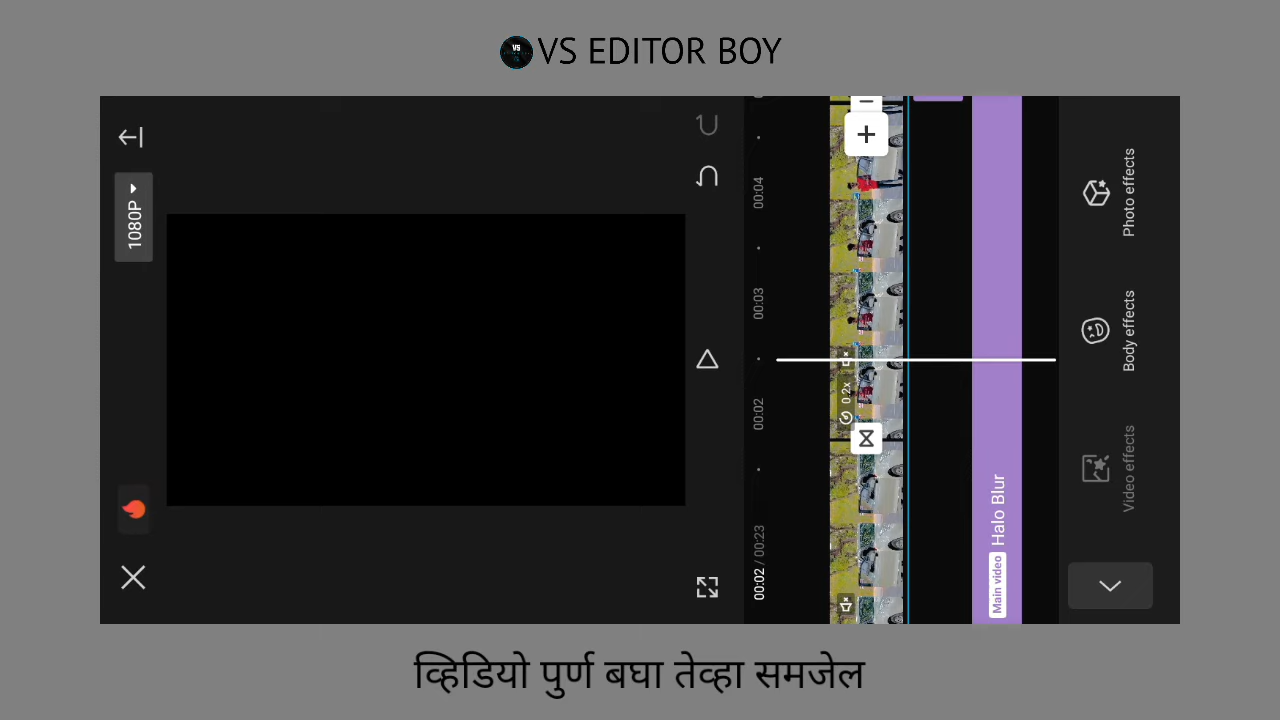 VS EDITOR BOY
1080P
00:02 / 00:23
00:02
00:03
00:04
0.2x
Main video
Halo Blur
Video effects
Body effects
Photo effects
व्हिडियो पुर्ण बघा तेव्हा समजेल